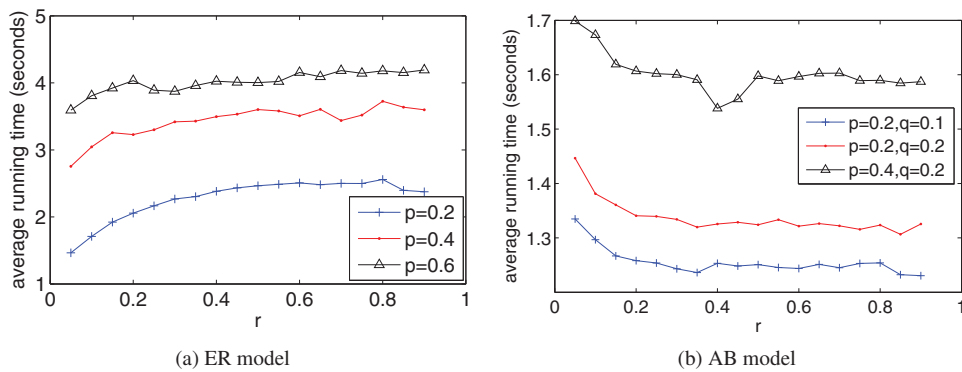 average running time (seconds)
5
4
3
2
1
0
0.2
0.4
0.6
0.8
1
r
p=0.2
p=0.4
p=0.6
(a) ER model
average running time (seconds)
1.7
1.6
1.5
1.4
1.3
0
0.2
0.4
0.6
0.8
1
r
p=0.2,q=0.1
p=0.2,q=0.2
p=0.4,q=0.2
(b) AB model